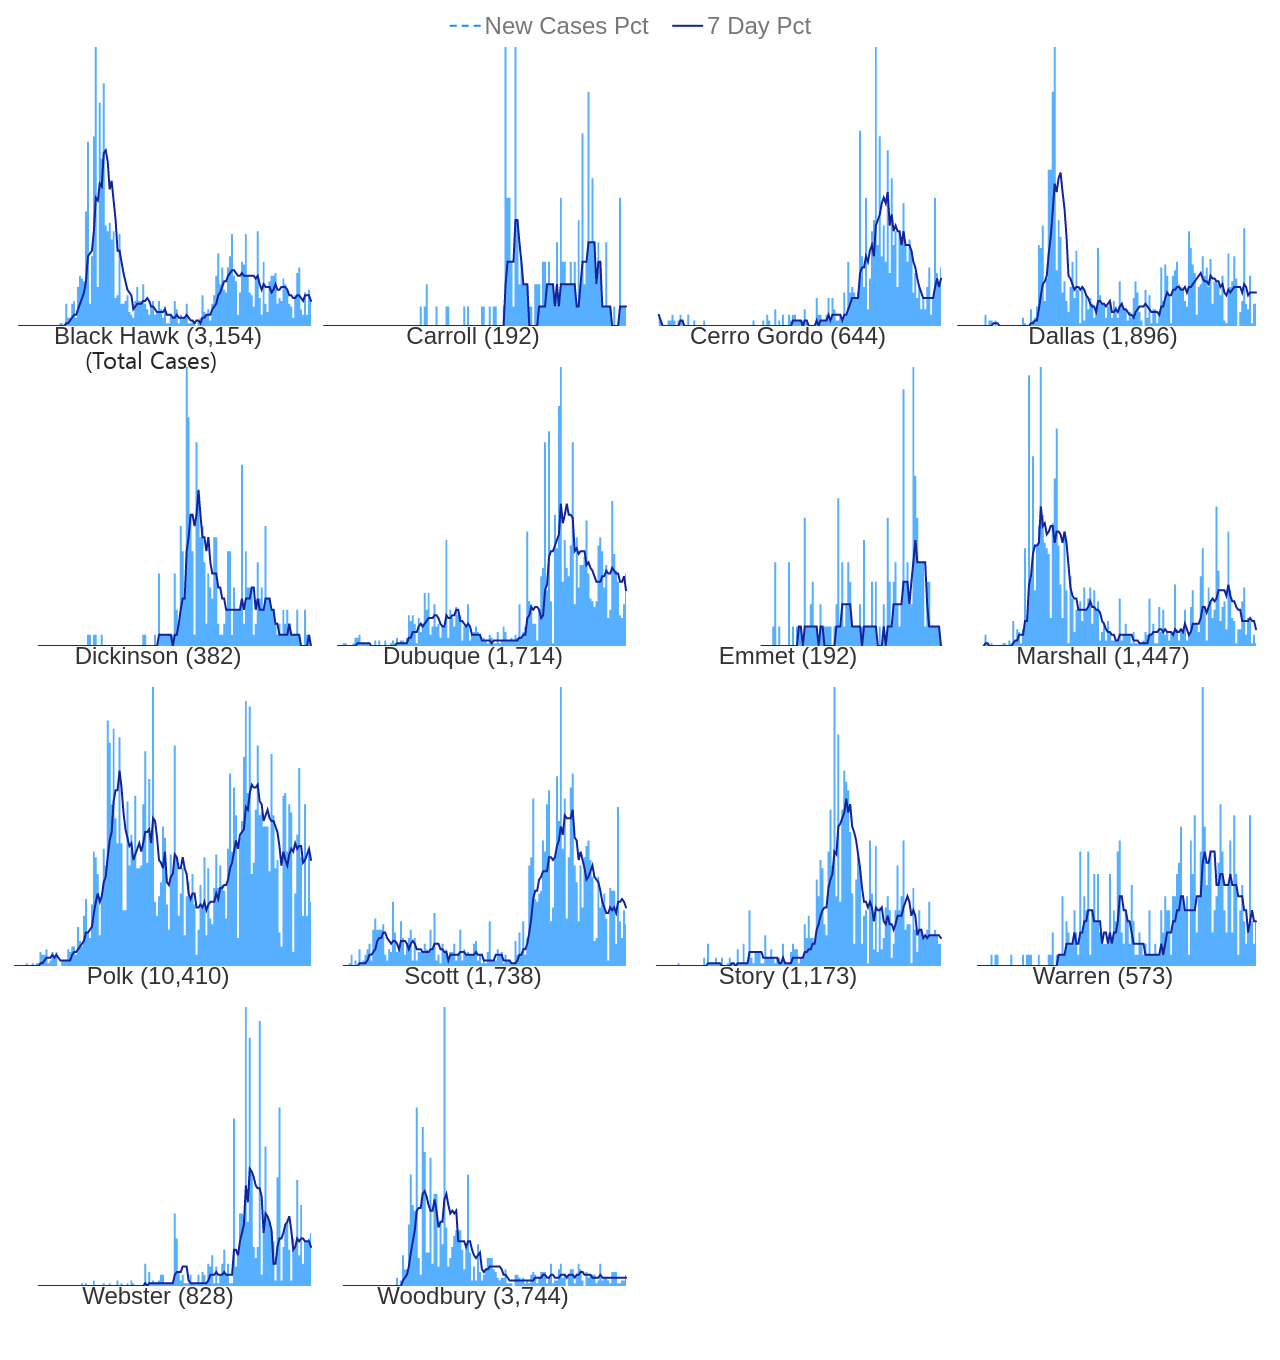 New Cases Pct 7 Day Pct
Black Hawk (3,154) Carroll (192) Cerro Gordo (644) Dallas (1,896)
(Total Cases)
Dickinson (382) Dubuque (1,714) Emmet (192) Marshall (1,447)
Polk (10,410) Scott (1,738) Story (1,173) Warren (573)
Webster (828) Woodbury (3,744)